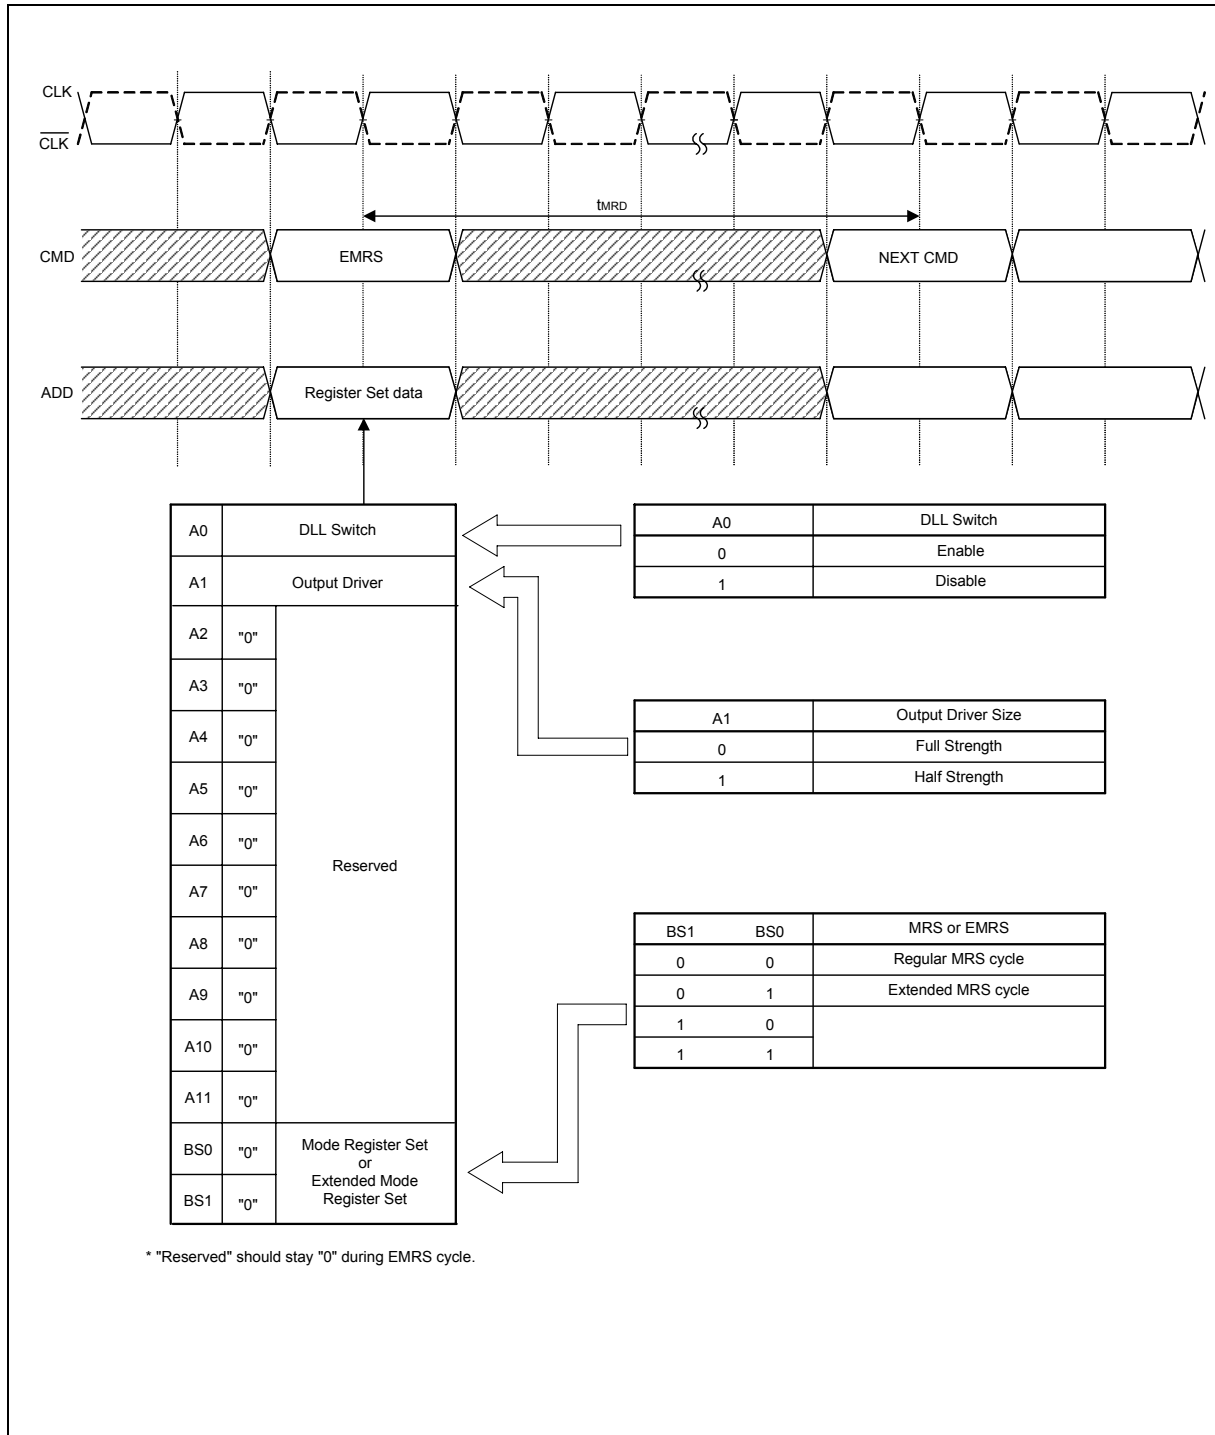 CLK
CLK
tMRD
CMD
EMRS
NEXT CMD
ADD
Register Set data
A0 DLL Switch
A1 Output Driver
A2 "0"
A3 "0"
A4 "0"
A5 "0"
A6 "0"
A7 "0"
A8 "0"
A9 "0"
A10 "0"
A11 "0"
Reserved
BS0 "0"
BS1 "0"
Mode Register Set
or
Extended Mode
Register Set
A0 DLL Switch
0 Enable
1 Disable
A1 Output Driver Size
0 Full Strength
1 Half Strength
BS1 BS0 MRS or EMRS
0 0 Regular MRS cycle
0 1 Extended MRS cycle
1 0
1 1
* "Reserved" should stay "0" during EMRS cycle.